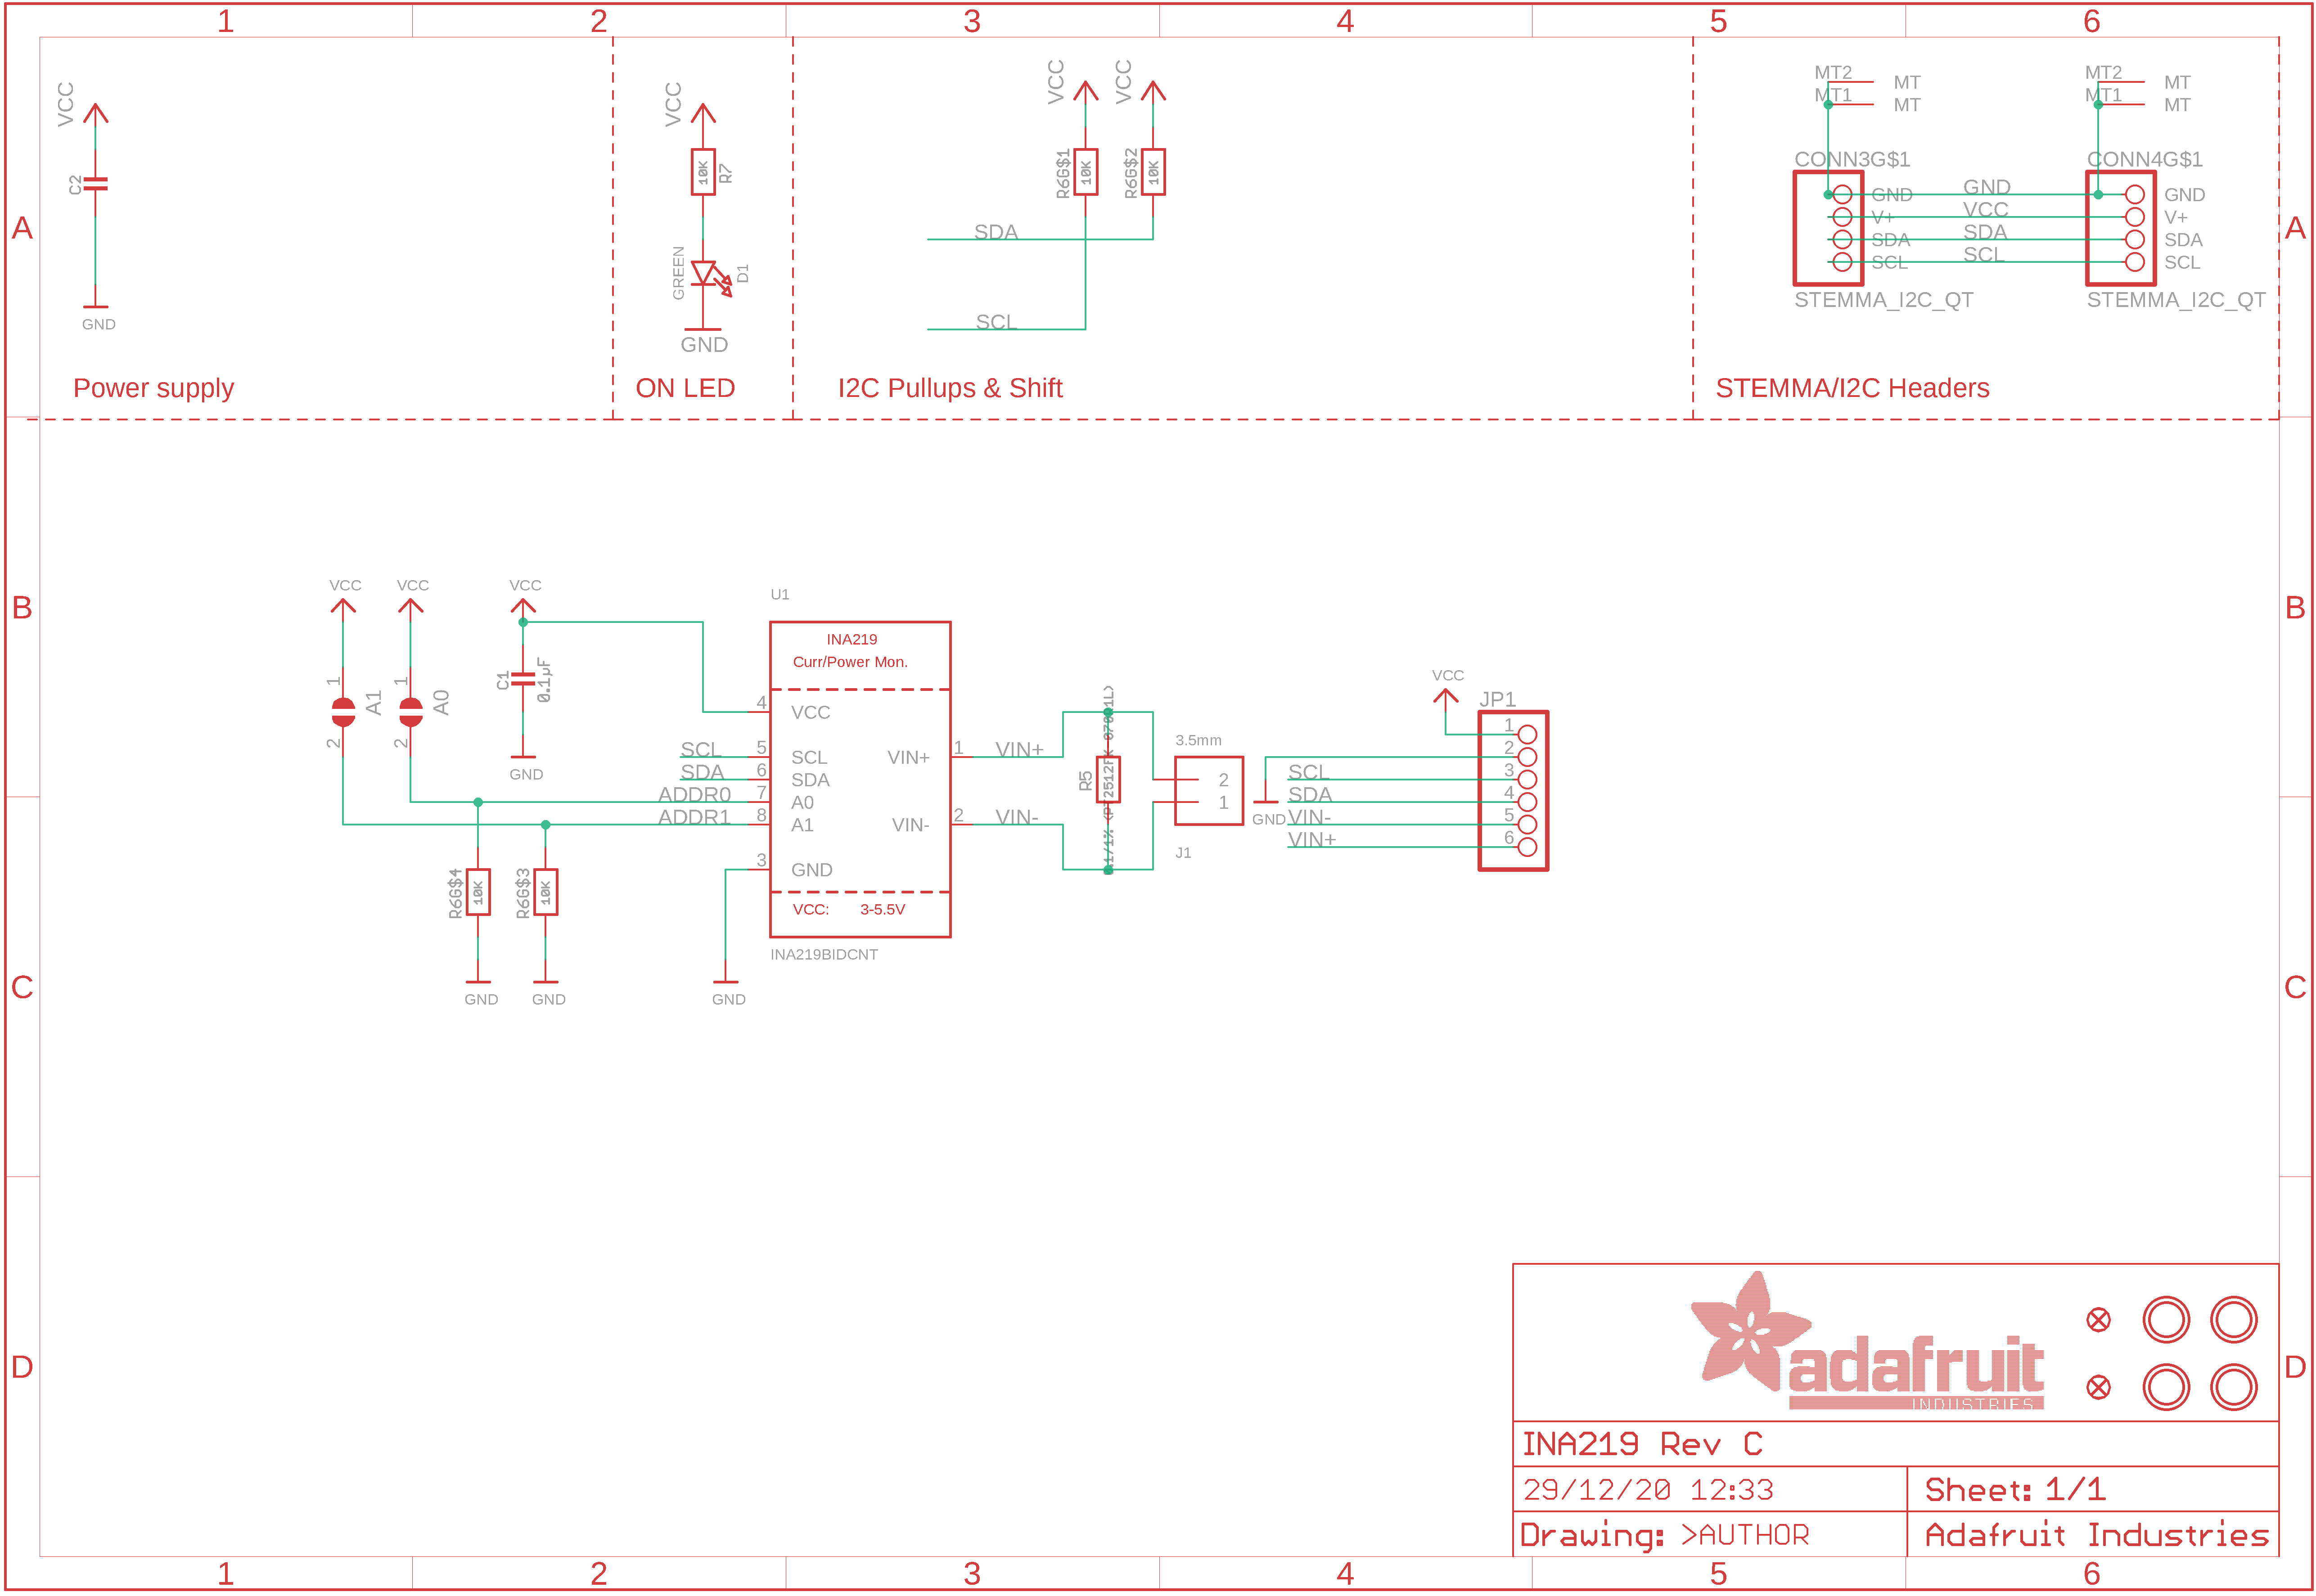 1 2 3 4 5 6
A A
B B
C C
D D
1 2 3 4 5 6
VCC
C2
GND
Power supply
VCC
10K
R7
GREEN
D1
GND
ON LED
VCC VCC
R6G$1 10K
R6G$2 10K
SDA
SCL
I2C Pullups & Shift
MT2 MT
MT1 MT
MT2 MT
MT1 MT
CONN3G$1
CONN4G$1
GND GND GND
V+ VCC V+
SDA SDA SDA
SCL SCL SCL
STEMMA_I2C_QT
STEMMA_I2C_QT
STEMMA/I2C Headers
VCC VCC VCC
1 A1 2
1 A0 2
C1
0.1µF
GND
U1
INA219
Curr/Power Mon.
4 VCC
SCL 5 SCL
SDA 6 SDA
ADDR0 7 A0
ADDR1 8 A1
3 GND
VIN+ 1 VIN+
VIN- 2 VIN-
VCC: 3-5.5V
INA219BIDCNT
R6G$4 10K
R6G$3 10K
GND GND GND
R5
3.5mm
2
1
J1
VCC
JP1
1
2
SCL 3
SDA 4
GND
VIN- 5
VIN+ 6
adafruit
INDUSTRIES
INA219 Rev C
29/12/20 12:33
Sheet: 1/1
Drawing: >AUTHOR
Adafruit Industries